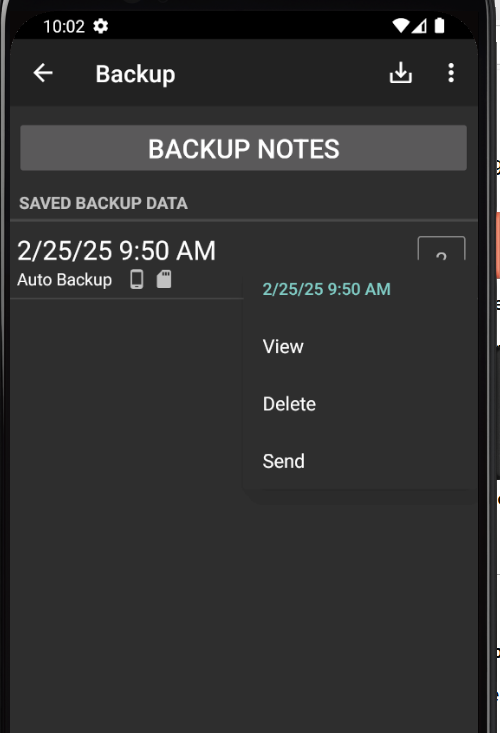 10:02
Backup
BACKUP NOTES
SAVED BACKUP DATA
2/25/25 9:50 AM
Auto Backup
2/25/25 9:50 AM
View
Delete
Send